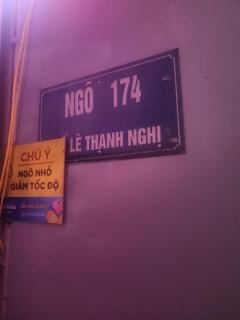 NGÕ 174
LÊ THANH NGHỊ
CHÚ Ý
NGÕ NHỎ
GIẢM TỐC ĐỘ